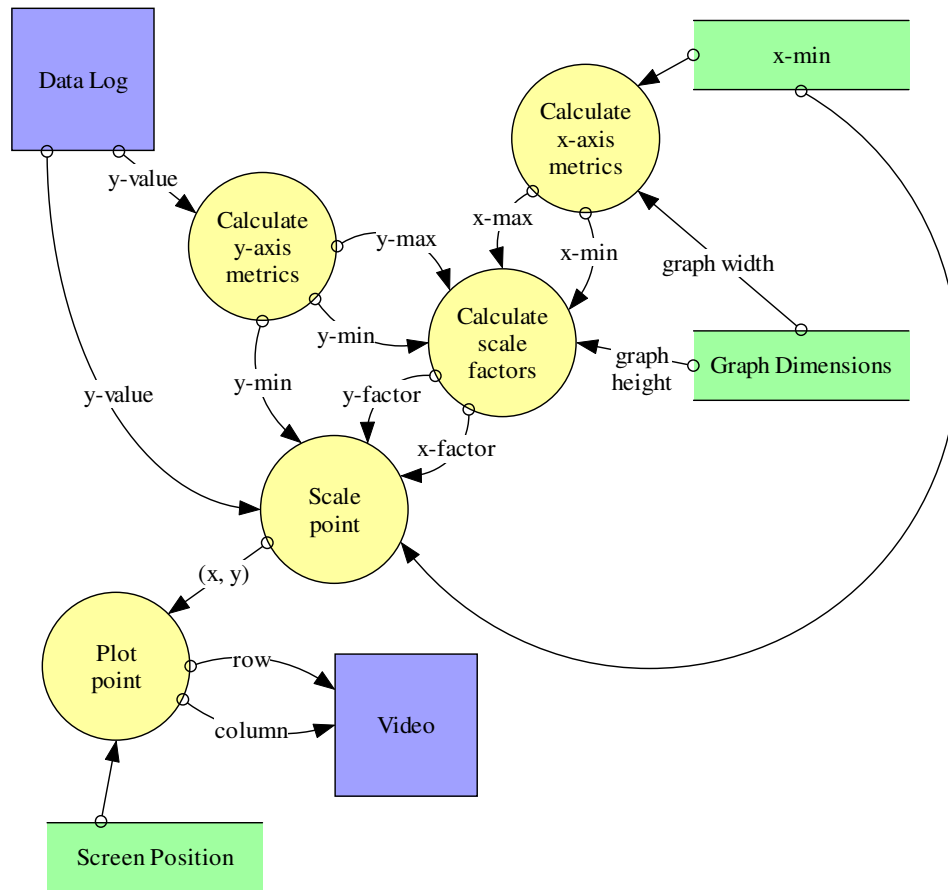 Data Log
x-min
Calculate
x-axis
metrics
y-value
Calculate
y-axis
metrics
y-max
x-max
x-min
graph width
y-min
Calculate
scale
factors
graph
height
Graph Dimensions
y-min
y-value
y-factor
x-factor
Scale
point
(x, y)
Plot
point
row
column
Video
Screen Position